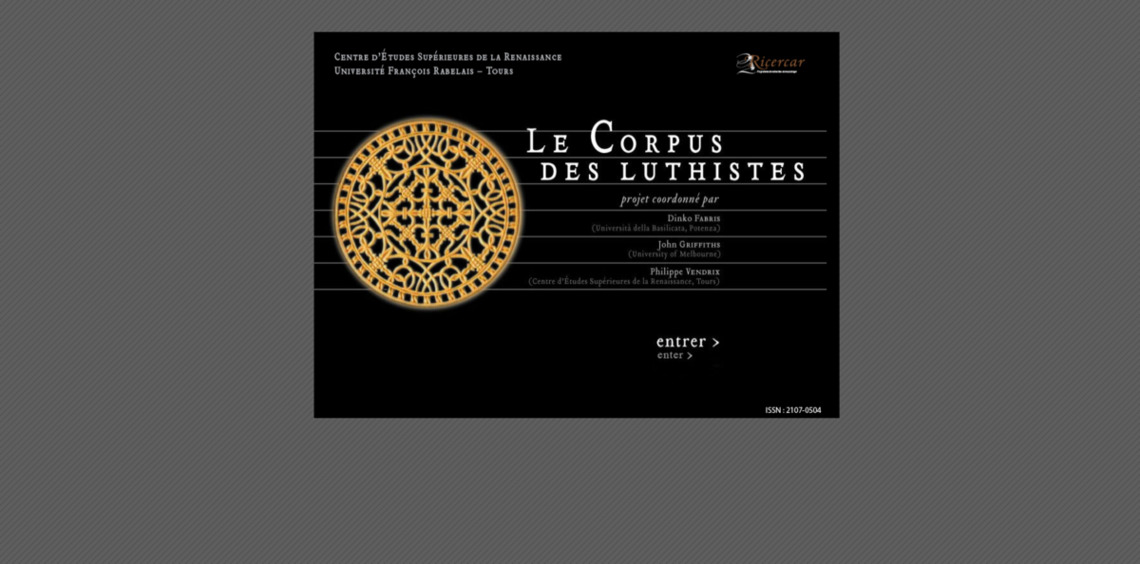 Centre d'Études Supérieures de la Renaissance
Université François Rabelais – Tours
Ricercar
Le Corpus
des luthistes
projet coordonné par
Dinko Fabris
(Università della Basilicata, Potenza)
John Griffiths
(University of Melbourne)
Philippe Vendrix
(Centre d'Études Supérieures de la Renaissance, Tours)
entrer >
enter >
ISSN : 2107-0504